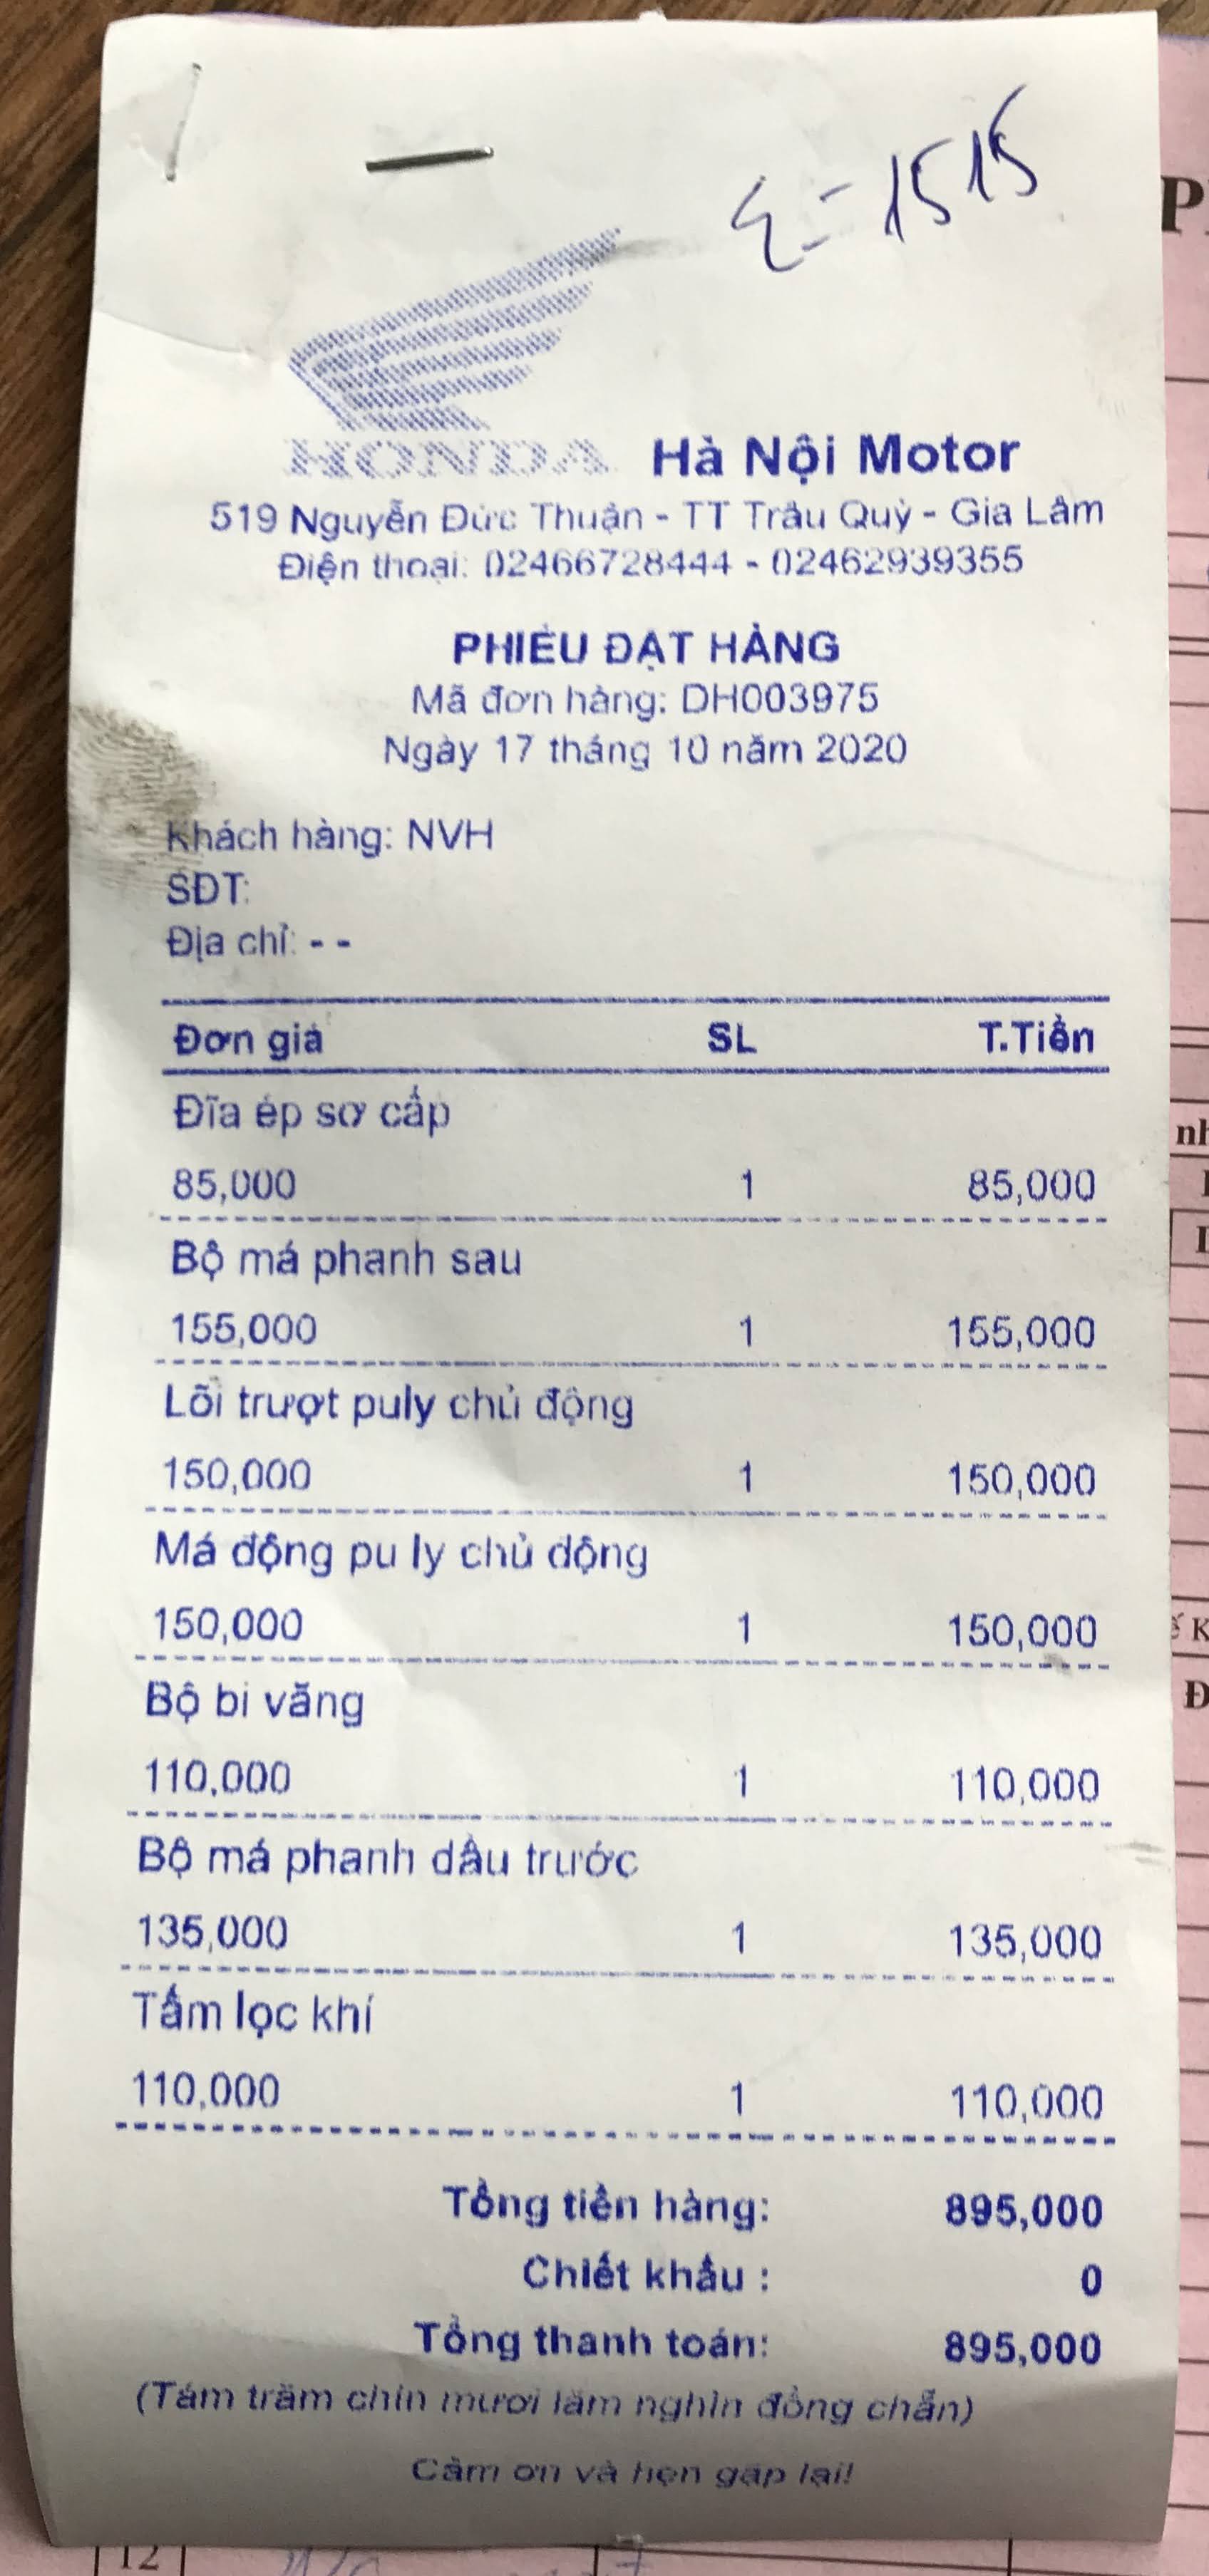 Σ = 1515
HONDA Hà Nội Motor
519 Nguyễn Đức Thuận - TT Trâu Quỳ - Gia Lâm
Điện thoại: 02466728444 - 02462939355
PHIẾU ĐẶT HÀNG
Mã đơn hàng: DH003975
Ngày 17 tháng 10 năm 2020
Khách hàng: NVH
SĐT:
Địa chỉ: - -
Đơn giá SL T.Tiền
Đĩa ép sơ cấp
85,000 1 85,000
Bộ má phanh sau
155,000 1 155,000
Lõi trượt puly chủ động
150,000 1 150,000
Má động pu ly chủ dộng
150,000 1 150,000
Bộ bi văng
110,000 1 110,000
Bộ má phanh dầu trước
135,000 1 135,000
Tấm lọc khí
110,000 1 110,000
Tổng tiền hàng: 895,000
Chiết khấu : 0
Tổng thanh toán: 895,000
(Tám trăm chín mươi lăm nghìn đồng chẵn)
Cảm ơn và hẹn gặp lại!
12